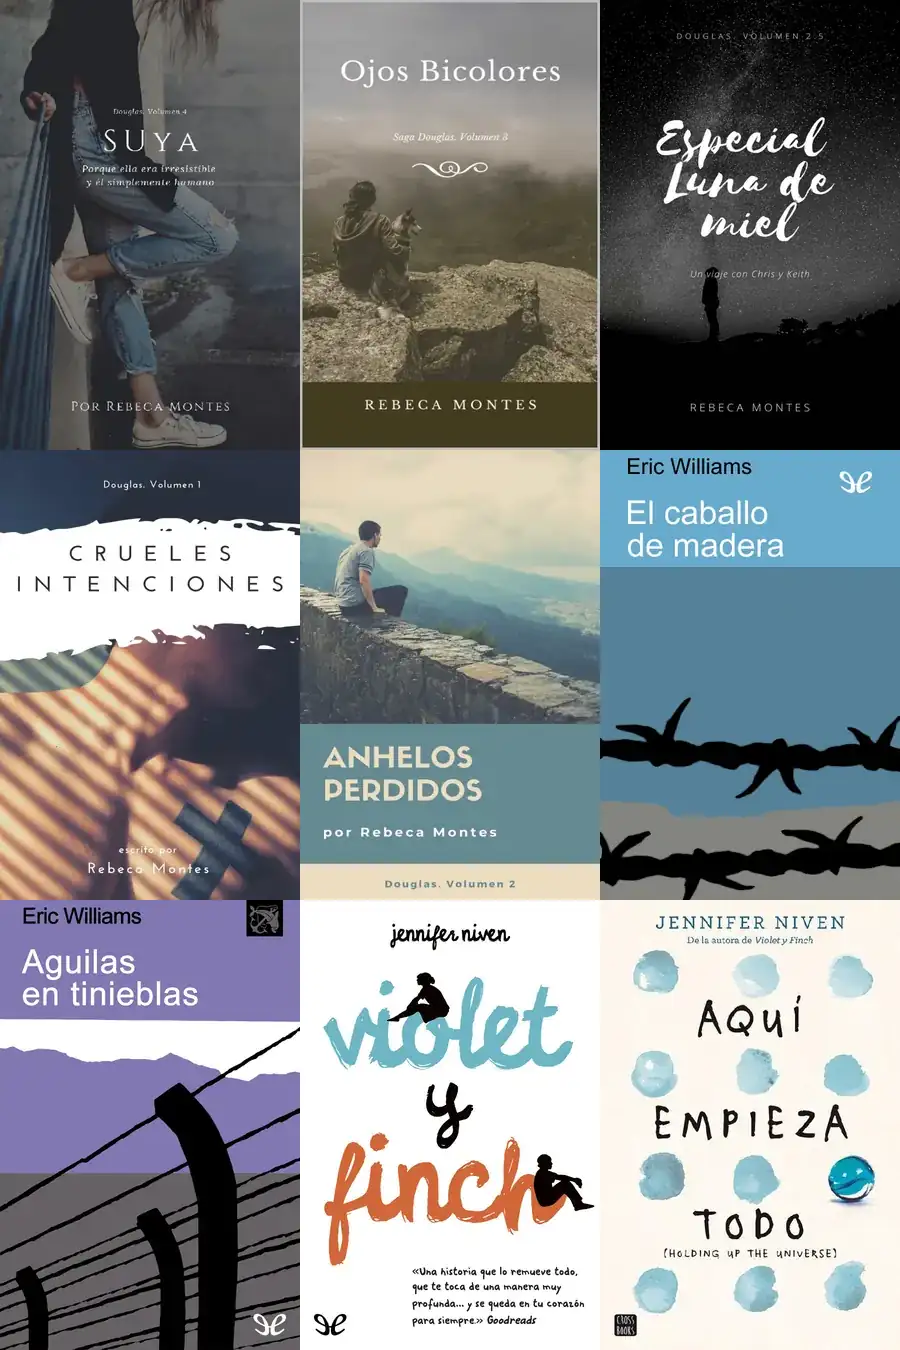 Douglas. Volumen 4
SUYA
Porque ella era irresistible
y él simplemente humano
POR REBECA MONTES
Ojos Bicolores
Saga Douglas. Volumen 3
REBECA MONTES
DOUGLAS. VOLUMEN 2.5
Especial
Luna de
miel
Un viaje con Chris y Keith
REBECA MONTES
Douglas. Volumen 1
CRUELES
INTENCIONES
escrito por
Rebeca Montes
ANHELOS
PERDIDOS
por Rebeca Montes
Douglas. Volumen 2
Eric Williams
El caballo
de madera
Eric Williams
Aguilas
en tinieblas
jennifer niven
violet
y
finch
«Una historia que lo remueve todo,
que te toca de una manera muy
profunda... y se queda en tu corazón
para siempre.» Goodreads
JENNIFER NIVEN
De la autora de Violet y Finch
AQUÍ
EMPIEZA
TODO
(HOLDING UP THE UNIVERSE)
CROSS
BOOKS